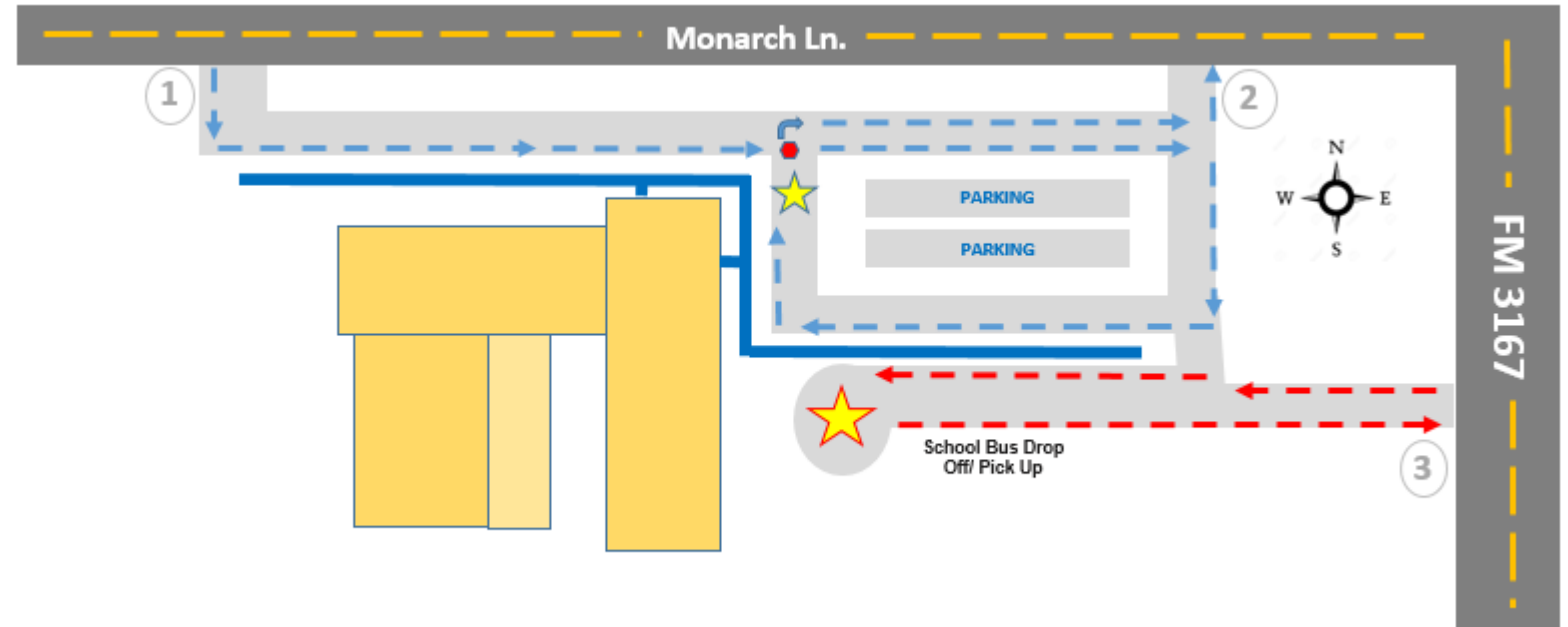 Monarch Ln.
1
2
N
W
E
S
PARKING
PARKING
FM 3167
School Bus Drop
Off/ Pick Up
3